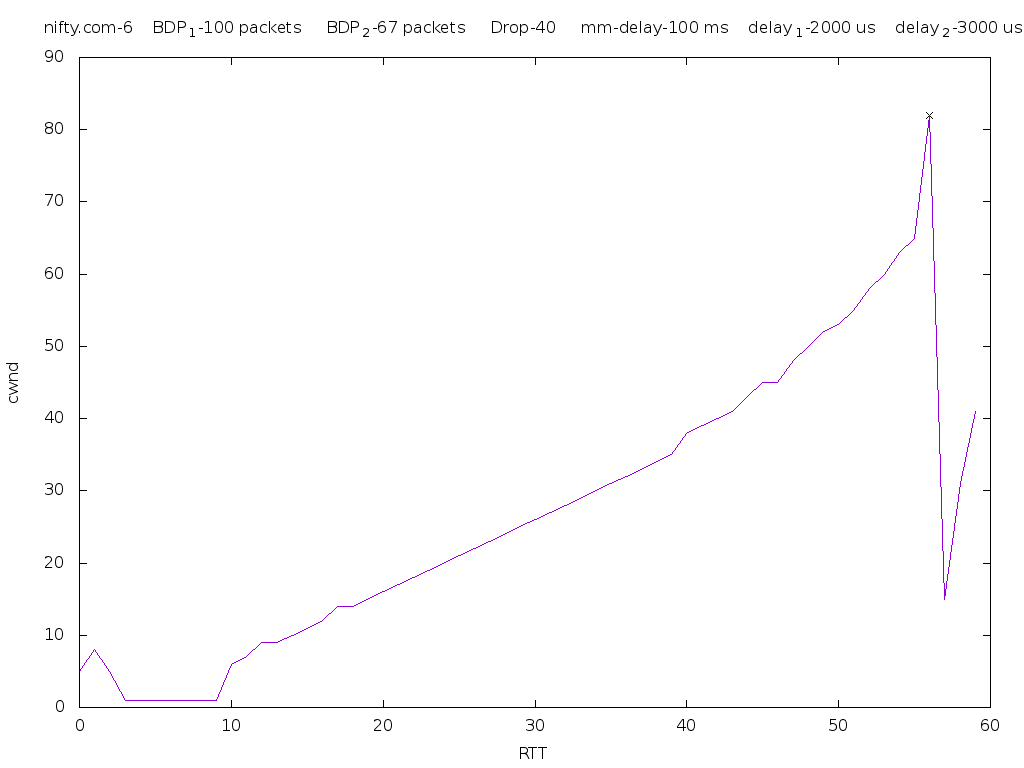 nifty.com-6 BDP1-100 packets BDP2-67 packets Drop-40 mm-delay-100 ms delay1-2000 us delay2-3000 us
90
80
70
60
50
40
30
20
10
0
cwnd
0 10 20 30 40 50 60
RTT